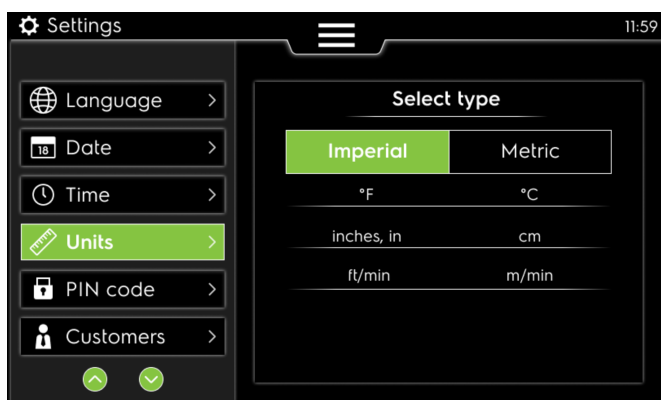 Settings
11:59
Language
18 Date
Time
Units
PIN code
Customers
Select type
Imperial Metric
°F °C
inches, in cm
ft/min m/min